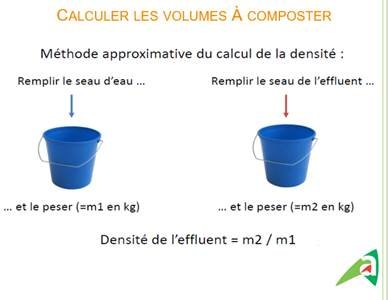 CALCULER LES VOLUMES À COMPOSTER
Méthode approximative du calcul de la densité :
Remplir le seau d'eau ...
Remplir le seau de l'effluent ...
... et le peser (=m1 en kg)
... et le peser (=m2 en kg)
Densité de l'effluent = m2 / m1